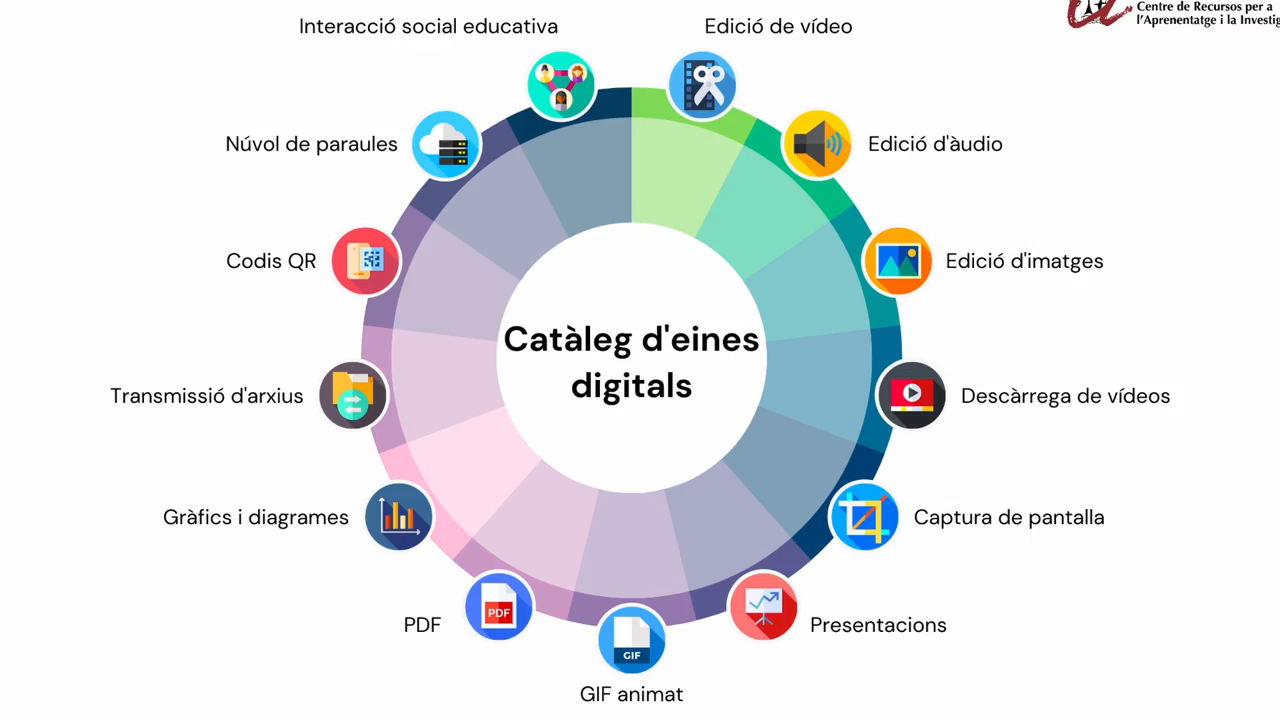 Centre de Recursos per a
l'Aprenentatge i la Investig
Interacció social educativa
Edició de vídeo
Núvol de paraules
Edició d'àudio
Codis QR
Edició d'imatges
Catàleg d'eines
digitals
Transmissió d'arxius
Descàrrega de vídeos
Gràfics i diagrames
Captura de pantalla
PDF
PDF
Presentacions
GIF
GIF animat